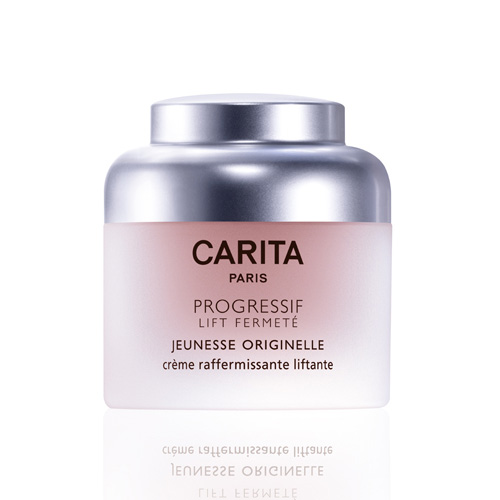 CARITA
PARIS
PROGRESSIF
LIFT FERMETÉ
JEUNESSE ORIGINELLE
crème raffermissante liftante